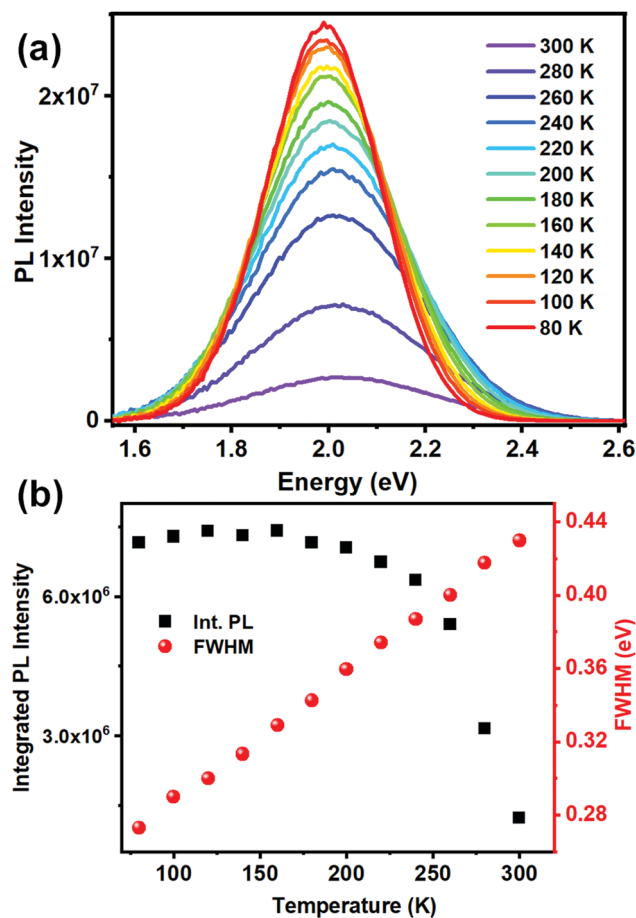 (a)
PL Intensity
2x10⁷
1x10⁷
0
300 K
280 K
260 K
240 K
220 K
200 K
180 K
160 K
140 K
120 K
100 K
80 K
1.6 1.8 2.0 2.2 2.4 2.6
Energy (eV)
(b)
Integrated PL Intensity
6.0x10⁶
3.0x10⁶
Int. PL
FWHM
0.44
0.40
0.36
0.32
0.28
FWHM (eV)
100 150 200 250 300
Temperature (K)